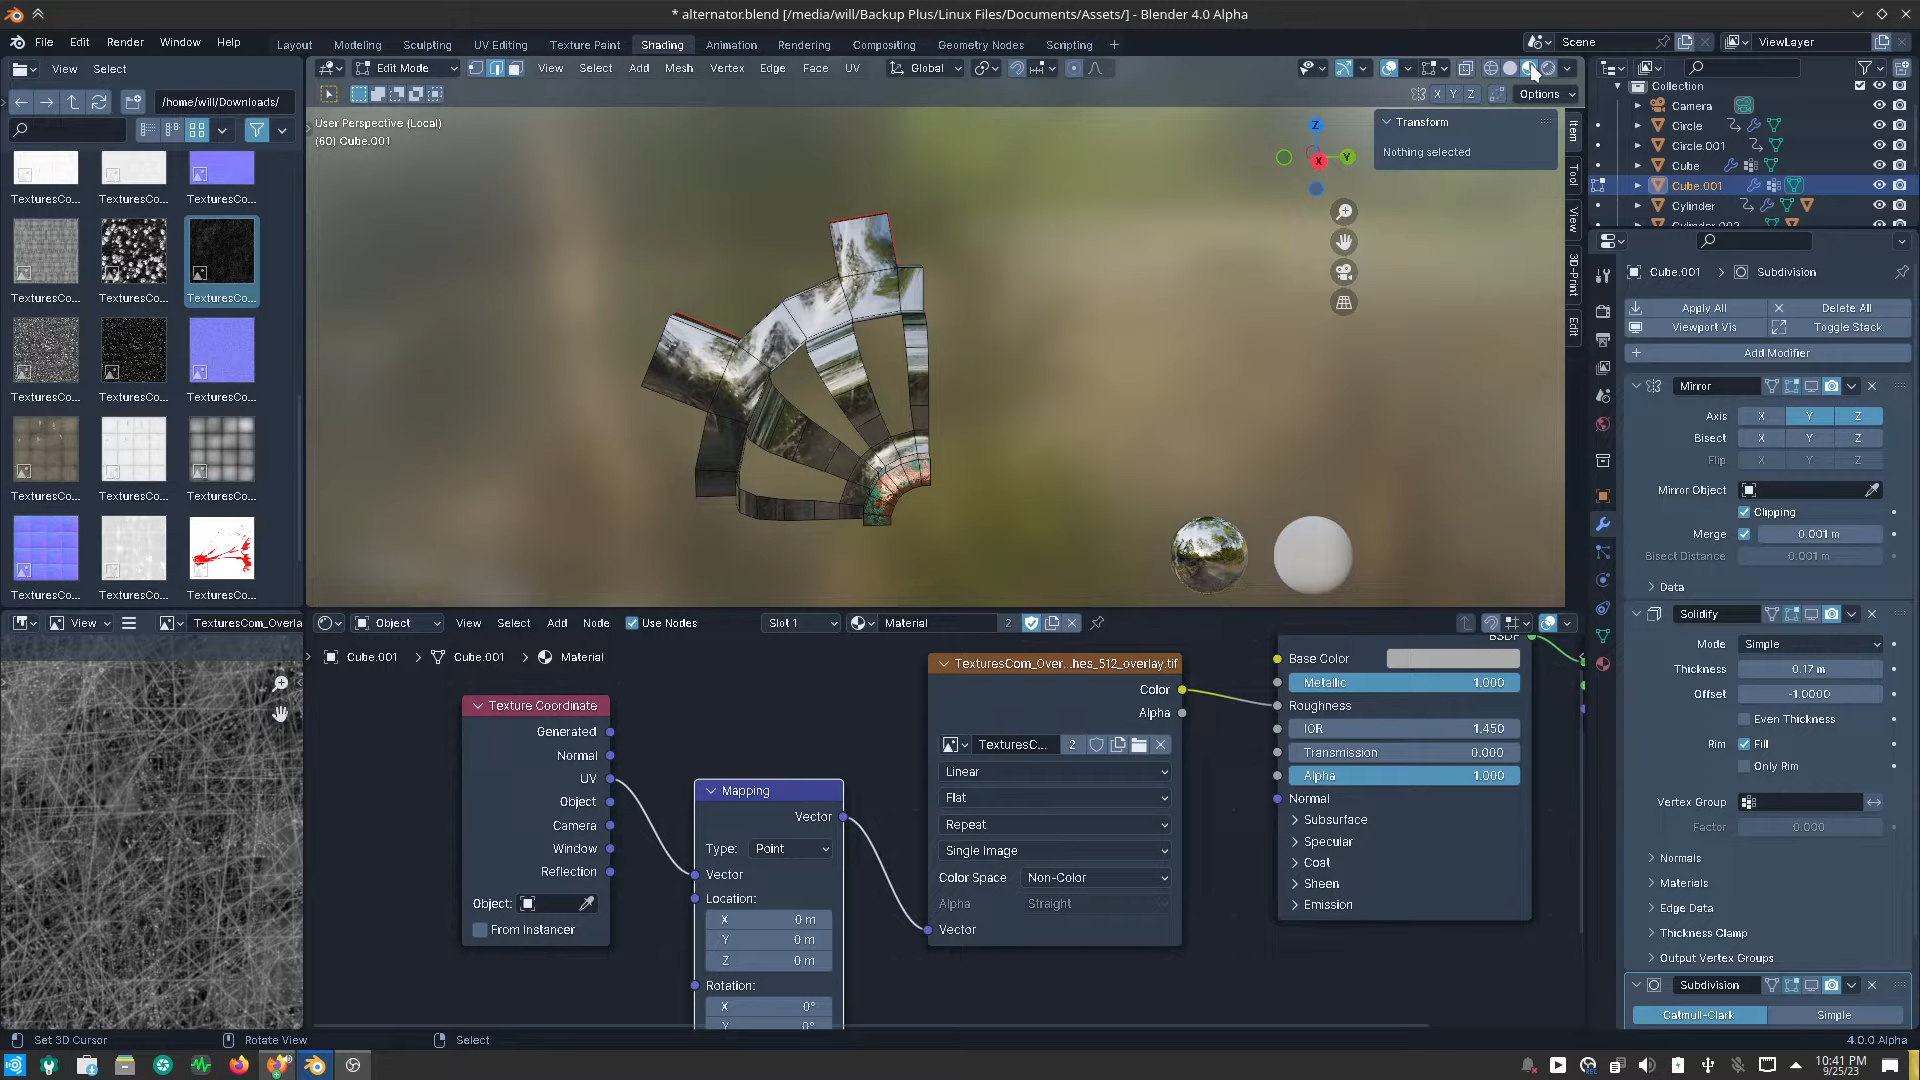 * alternator.blend [/media/will/Backup Plus/Linux Files/Documents/Assets/] - Blender 4.0 Alpha
File Edit Render Window Help
Layout Modeling Sculpting UV Editing Texture Paint Shading Animation Rendering Compositing Geometry Nodes Scripting +
Scene
ViewLayer
View Select
Edit Mode
View Select Add Mesh Vertex Edge Face UV
Global
/home/will/Downloads/
X Y Z
Options
User Perspective (Local)
(60) Cube.001
Z
Y
X
Transform
Nothing selected
Item
Tool
View
3D-Print
Edit
TexturesCo... TexturesCo... TexturesCo...
TexturesCo... TexturesCo... TexturesCo...
TexturesCo... TexturesCo... TexturesCo...
TexturesCo... TexturesCo... TexturesCo...
TexturesCo... TexturesCo... TexturesCo...
Collection
Camera
Circle
Circle.001
Cube
Cube.001
Cylinder
Cube.001 > Subdivision
Apply All
Delete All
Viewport Vis
Toggle Stack
Add Modifier
Mirror
Axis X Y Z
Bisect X Y Z
Flip X Y Z
Mirror Object
Clipping
Merge 0.001 m
Bisect Distance 0.001 m
Data
Solidify
Mode Simple
Thickness 0.17 m
Offset -1.0000
Even Thickness
Rim Fill
Only Rim
Vertex Group
Factor 0.000
Normals
Materials
Edge Data
Thickness Clamp
Output Vertex Groups
Subdivision
Catmull-Clark Simple
View
TexturesCom_Overla
Object
View Select Add Node Use Nodes
Slot 1
Material 2
Cube.001 > Cube.001 > Material
Texture Coordinate
Generated
Normal
UV
Object
Camera
Window
Reflection
Object:
From Instancer
Mapping
Vector
Type: Point
Vector
Location:
X 0 m
Y 0 m
Z 0 m
Rotation:
X 0°
Y 0°
TexturesCom_Over...hes_512_overlay.tif
Color
Alpha
TexturesC... 2
Linear
Flat
Repeat
Single Image
Color Space Non-Color
Alpha Straight
Vector
BSDF
Base Color
Metallic 1.000
Roughness
IOR 1.450
Transmission 0.000
Alpha 1.000
Normal
Subsurface
Specular
Coat
Sheen
Emission
Set 3D Cursor
Rotate View
Select
4.0.0 Alpha
10:41 PM
9/25/23